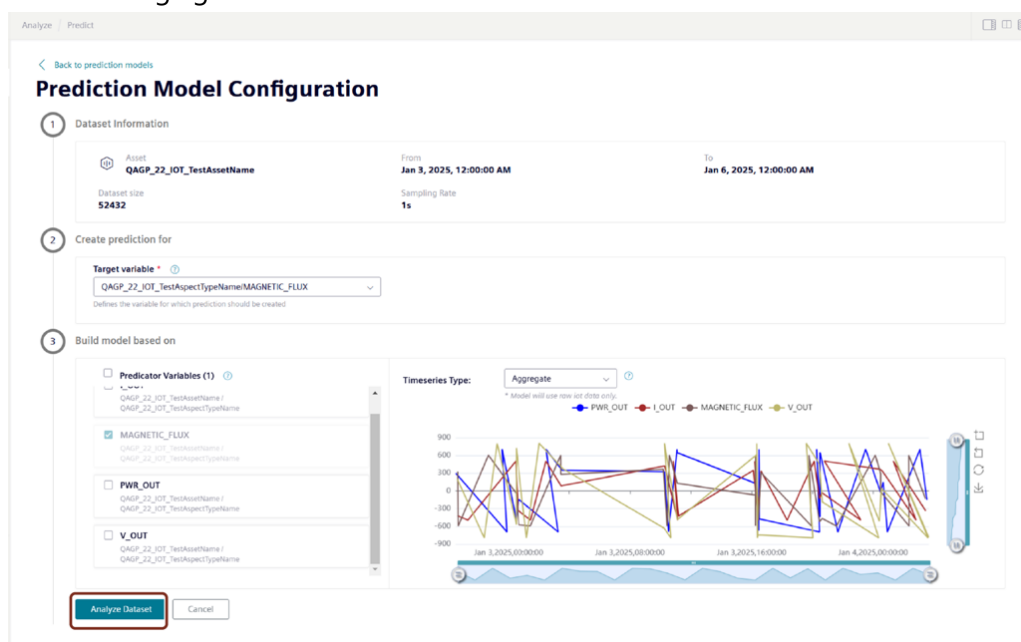 Analyze / Predict
Back to prediction models
Prediction Model Configuration
1 Dataset Information
Asset From To
QAGP_22_IOT_TestAssetName Jan 3, 2025, 12:00:00 AM Jan 6, 2025, 12:00:00 AM
Dataset size Sampling Rate
52432 1s
2 Create prediction for
Target variable *
QAGP_22_IOT_TestAspectTypeName/MAGNETIC_FLUX
Defines the variable for which prediction should be created
3 Build model based on
Predicator Variables (1)
I_OUT
QAGP_22_IOT_TestAssetName /
QAGP_22_IOT_TestAspectTypeName
MAGNETIC_FLUX
QAGP_22_IOT_TestAssetName /
QAGP_22_IOT_TestAspectTypeName
PWR_OUT
QAGP_22_IOT_TestAssetName /
QAGP_22_IOT_TestAspectTypeName
V_OUT
QAGP_22_IOT_TestAssetName /
QAGP_22_IOT_TestAspectTypeName
Timeseries Type: Aggregate
* Model will use raw iot data only.
PWR_OUT I_OUT MAGNETIC_FLUX V_OUT
900
600
300
0
-300
-600
-900
Jan 3,2025,00:00:00 Jan 3,2025,08:00:00 Jan 3,2025,16:00:00 Jan 4,2025,00:00:00
Analyze Dataset Cancel